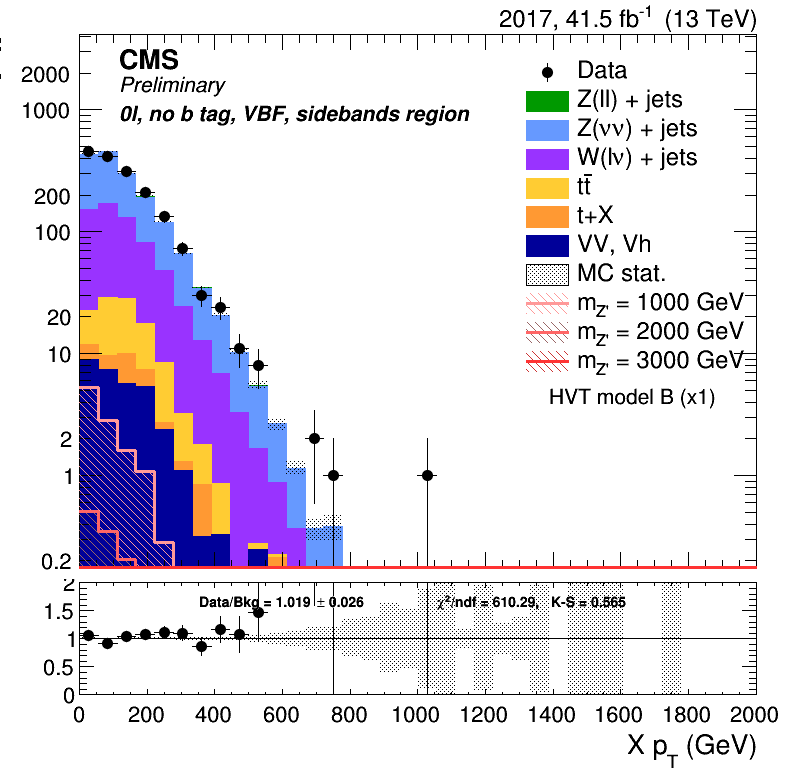 2017, 41.5 fb⁻¹ (13 TeV)
CMS
Preliminary
0l, no b tag, VBF, sidebands region
Data
Z(ll) + jets
Z(νν) + jets
W(lν) + jets
tt̄
t+X
VV, Vh
MC stat.
m_Z' = 1000 GeV
m_Z' = 2000 GeV
m_Z' = 3000 GeV
HVT model B (x1)
2000
1000
200
100
20
10
2
1
0.2
Data/Bkg = 1.019 ± 0.026
χ²/ndf = 610.29, K-S = 0.565
2
1.5
1
0.5
0
0 200 400 600 800 1000 1200 1400 1600 1800 2000
X p_T (GeV)